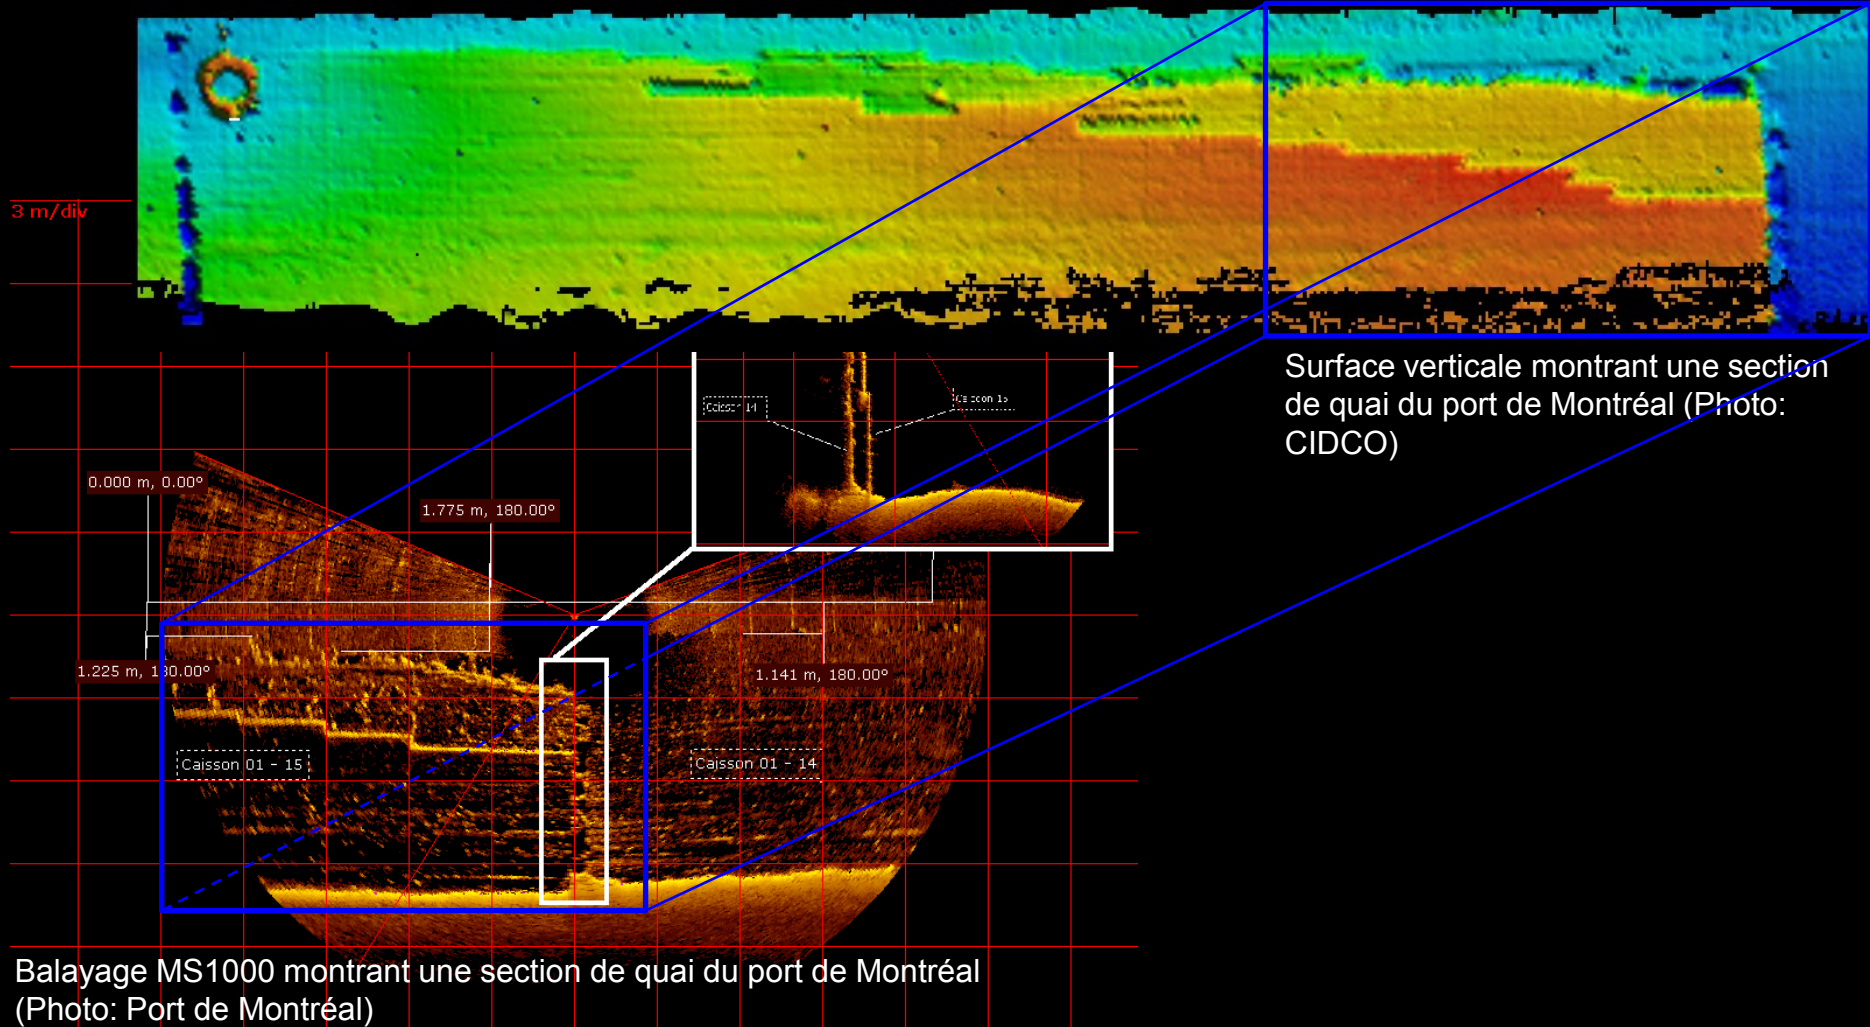 3 m/div
Surface verticale montrant une section
de quai du port de Montréal (Photo:
CIDCO)
0.000 m, 0.00°
1.775 m, 180.00°
1.225 m, 180.00°
1.141 m, 180.00°
Caisson 01 - 15
Caisson 01 - 14
Balayage MS1000 montrant une section de quai du port de Montréal
(Photo: Port de Montréal)